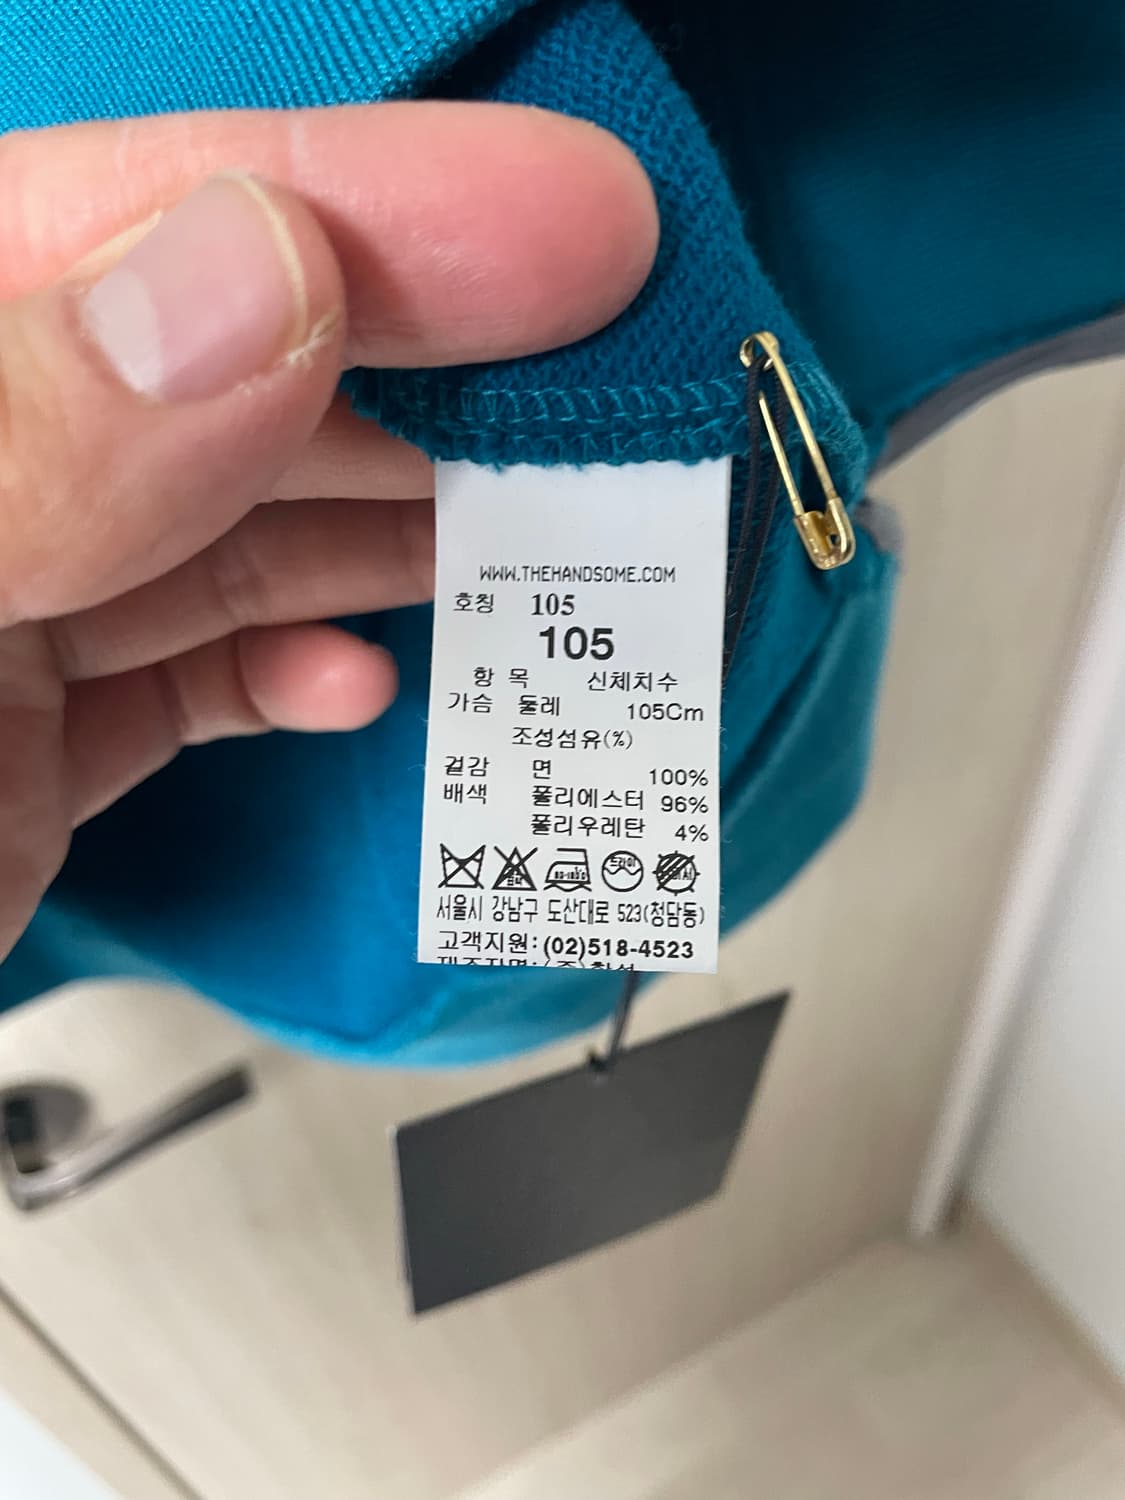 WWW.THEHANDSOME.COM
호칭 105
105
항 목 신체치수
가슴 둘레 105Cm
조성섬유(%)
겉감 면 100%
배색 폴리에스터 96%
폴리우레탄 4%
드라이
서울시 강남구 도산대로 523(청담동)
고객지원: (02)518-4523